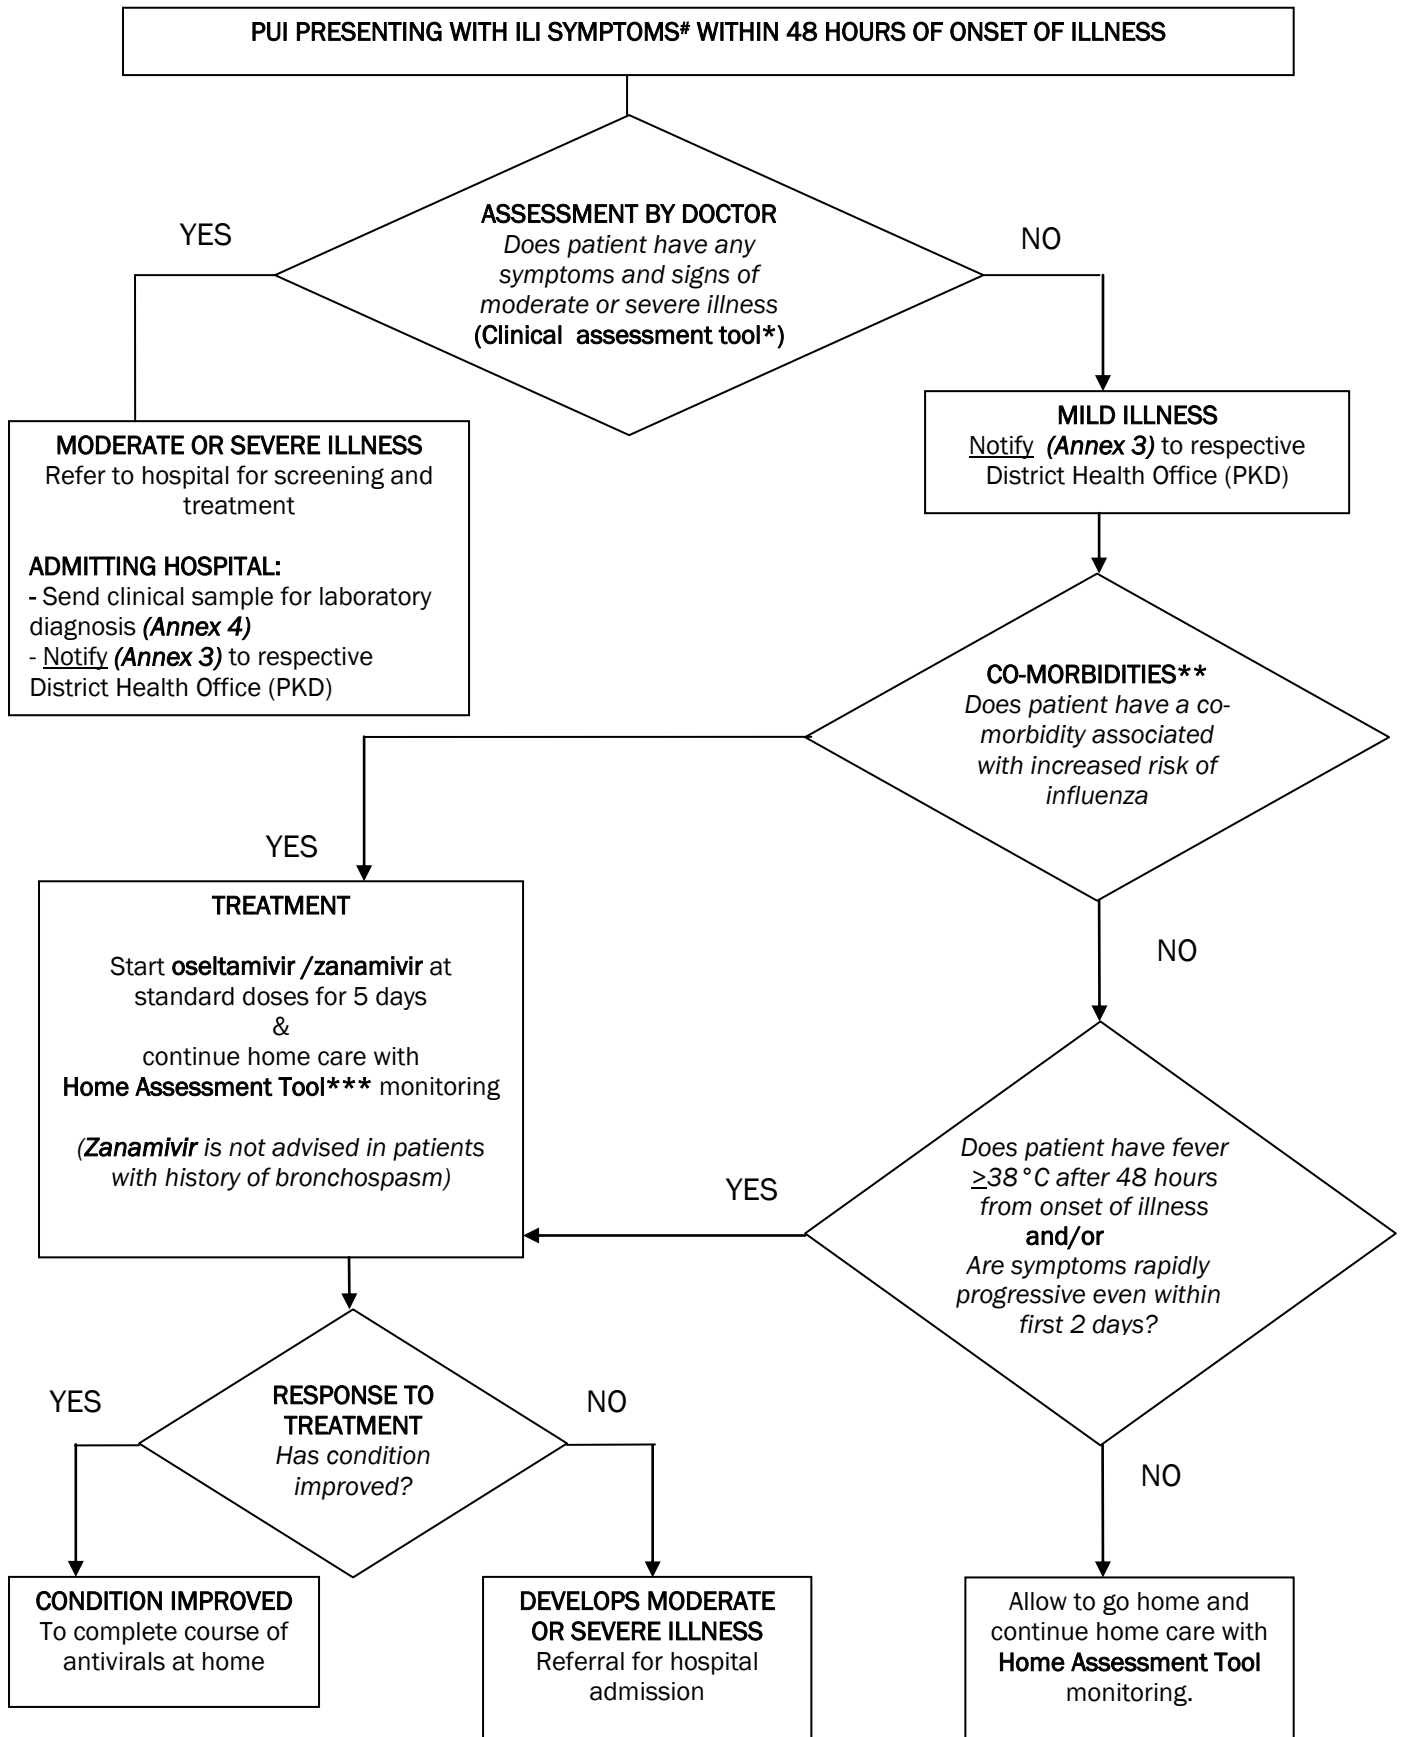 PUI PRESENTING WITH ILI SYMPTOMS# WITHIN 48 HOURS OF ONSET OF ILLNESS
ASSESSMENT BY DOCTOR
Does patient have any
symptoms and signs of
moderate or severe illness
(Clinical assessment tool*)
YES
NO
MODERATE OR SEVERE ILLNESS
Refer to hospital for screening and
treatment
ADMITTING HOSPITAL:
- Send clinical sample for laboratory
diagnosis (Annex 4)
- Notify (Annex 3) to respective
District Health Office (PKD)
MILD ILLNESS
Notify (Annex 3) to respective
District Health Office (PKD)
CO-MORBIDITIES**
Does patient have a co-
morbidity associated
with increased risk of
influenza
YES
NO
TREATMENT
Start oseltamivir /zanamivir at
standard doses for 5 days
&
continue home care with
Home Assessment Tool*** monitoring
(Zanamivir is not advised in patients
with history of bronchospasm)
Does patient have fever
≥38°C after 48 hours
from onset of illness
and/or
Are symptoms rapidly
progressive even within
first 2 days?
YES
NO
RESPONSE TO
TREATMENT
Has condition
improved?
YES
NO
CONDITION IMPROVED
To complete course of
antivirals at home
DEVELOPS MODERATE
OR SEVERE ILLNESS
Referral for hospital
admission
Allow to go home and
continue home care with
Home Assessment Tool
monitoring.